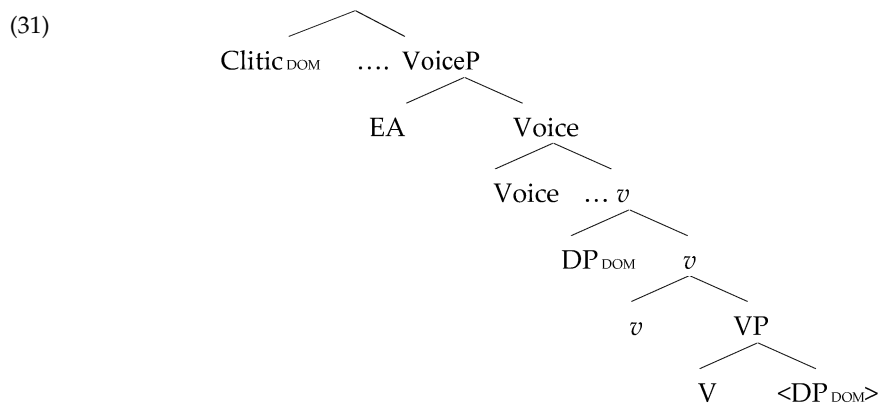 (31)
Clitic DOM …. VoiceP
EA Voice
Voice … v
DP DOM v
v VP
V <DP DOM>